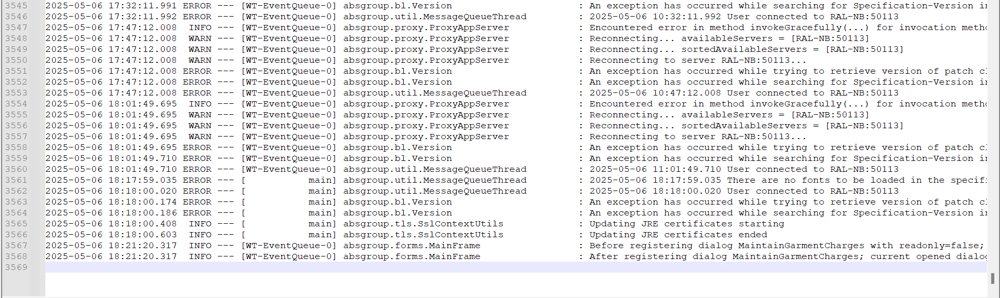 3545 2025-05-06 17:32:11.991 ERROR --- [WT-EventQueue-0] absgroup.bl.Version : An exception has occurred while searching for Specification-Version in
3546 2025-05-06 17:32:11.992 ERROR --- [WT-EventQueue-0] absgroup.util.MessageQueueThread : 2025-05-06 10:32:11.992 User connected to RAL-NB:50113
3547 2025-05-06 17:47:12.008 INFO --- [WT-EventQueue-0] absgroup.proxy.ProxyAppServer : Encountered error in method invokeGracefully(...) for invocation metho
3548 2025-05-06 17:47:12.008 WARN --- [WT-EventQueue-0] absgroup.proxy.ProxyAppServer : Reconnecting... availableServers = [RAL-NB:50113]
3549 2025-05-06 17:47:12.008 WARN --- [WT-EventQueue-0] absgroup.proxy.ProxyAppServer : Reconnecting... sortedAvailableServers = [RAL-NB:50113]
3550 2025-05-06 17:47:12.008 WARN --- [WT-EventQueue-0] absgroup.proxy.ProxyAppServer : Reconnecting to server RAL-NB:50113...
3551 2025-05-06 17:47:12.008 ERROR --- [WT-EventQueue-0] absgroup.bl.Version : An exception has occurred while trying to retrieve version of patch cl
3552 2025-05-06 17:47:12.008 ERROR --- [WT-EventQueue-0] absgroup.bl.Version : An exception has occurred while searching for Specification-Version in
3553 2025-05-06 17:47:12.008 ERROR --- [WT-EventQueue-0] absgroup.util.MessageQueueThread : 2025-05-06 10:47:12.008 User connected to RAL-NB:50113
3554 2025-05-06 18:01:49.695 INFO --- [WT-EventQueue-0] absgroup.proxy.ProxyAppServer : Encountered error in method invokeGracefully(...) for invocation metho
3555 2025-05-06 18:01:49.695 WARN --- [WT-EventQueue-0] absgroup.proxy.ProxyAppServer : Reconnecting... availableServers = [RAL-NB:50113]
3556 2025-05-06 18:01:49.695 WARN --- [WT-EventQueue-0] absgroup.proxy.ProxyAppServer : Reconnecting... sortedAvailableServers = [RAL-NB:50113]
3557 2025-05-06 18:01:49.695 WARN --- [WT-EventQueue-0] absgroup.proxy.ProxyAppServer : Reconnecting to server RAL-NB:50113...
3558 2025-05-06 18:01:49.695 ERROR --- [WT-EventQueue-0] absgroup.bl.Version : An exception has occurred while trying to retrieve version of patch cl
3559 2025-05-06 18:01:49.710 ERROR --- [WT-EventQueue-0] absgroup.bl.Version : An exception has occurred while searching for Specification-Version in
3560 2025-05-06 18:01:49.710 ERROR --- [WT-EventQueue-0] absgroup.util.MessageQueueThread : 2025-05-06 11:01:49.710 User connected to RAL-NB:50113
3561 2025-05-06 18:17:59.035 ERROR --- [ main] absgroup.util.MessageQueueThread : 2025-05-06 18:17:59.035 There are no fonts to be loaded in the specifi
3562 2025-05-06 18:18:00.020 ERROR --- [ main] absgroup.util.MessageQueueThread : 2025-05-06 18:18:00.020 User connected to RAL-NB:50113
3563 2025-05-06 18:18:00.174 ERROR --- [ main] absgroup.bl.Version : An exception has occurred while trying to retrieve version of patch cl
3564 2025-05-06 18:18:00.186 ERROR --- [ main] absgroup.bl.Version : An exception has occurred while searching for Specification-Version in
3565 2025-05-06 18:18:00.408 INFO --- [ main] absgroup.tls.SslContextUtils : Updating JRE certificates starting
3566 2025-05-06 18:18:00.603 INFO --- [ main] absgroup.tls.SslContextUtils : Updating JRE certificates ended
3567 2025-05-06 18:21:20.317 INFO --- [WT-EventQueue-0] absgroup.forms.MainFrame : Before registering dialog MaintainGarmentCharges with readonly=false;
3568 2025-05-06 18:21:20.317 INFO --- [WT-EventQueue-0] absgroup.forms.MainFrame : After registering dialog MaintainGarmentCharges; current opened dialog
3569